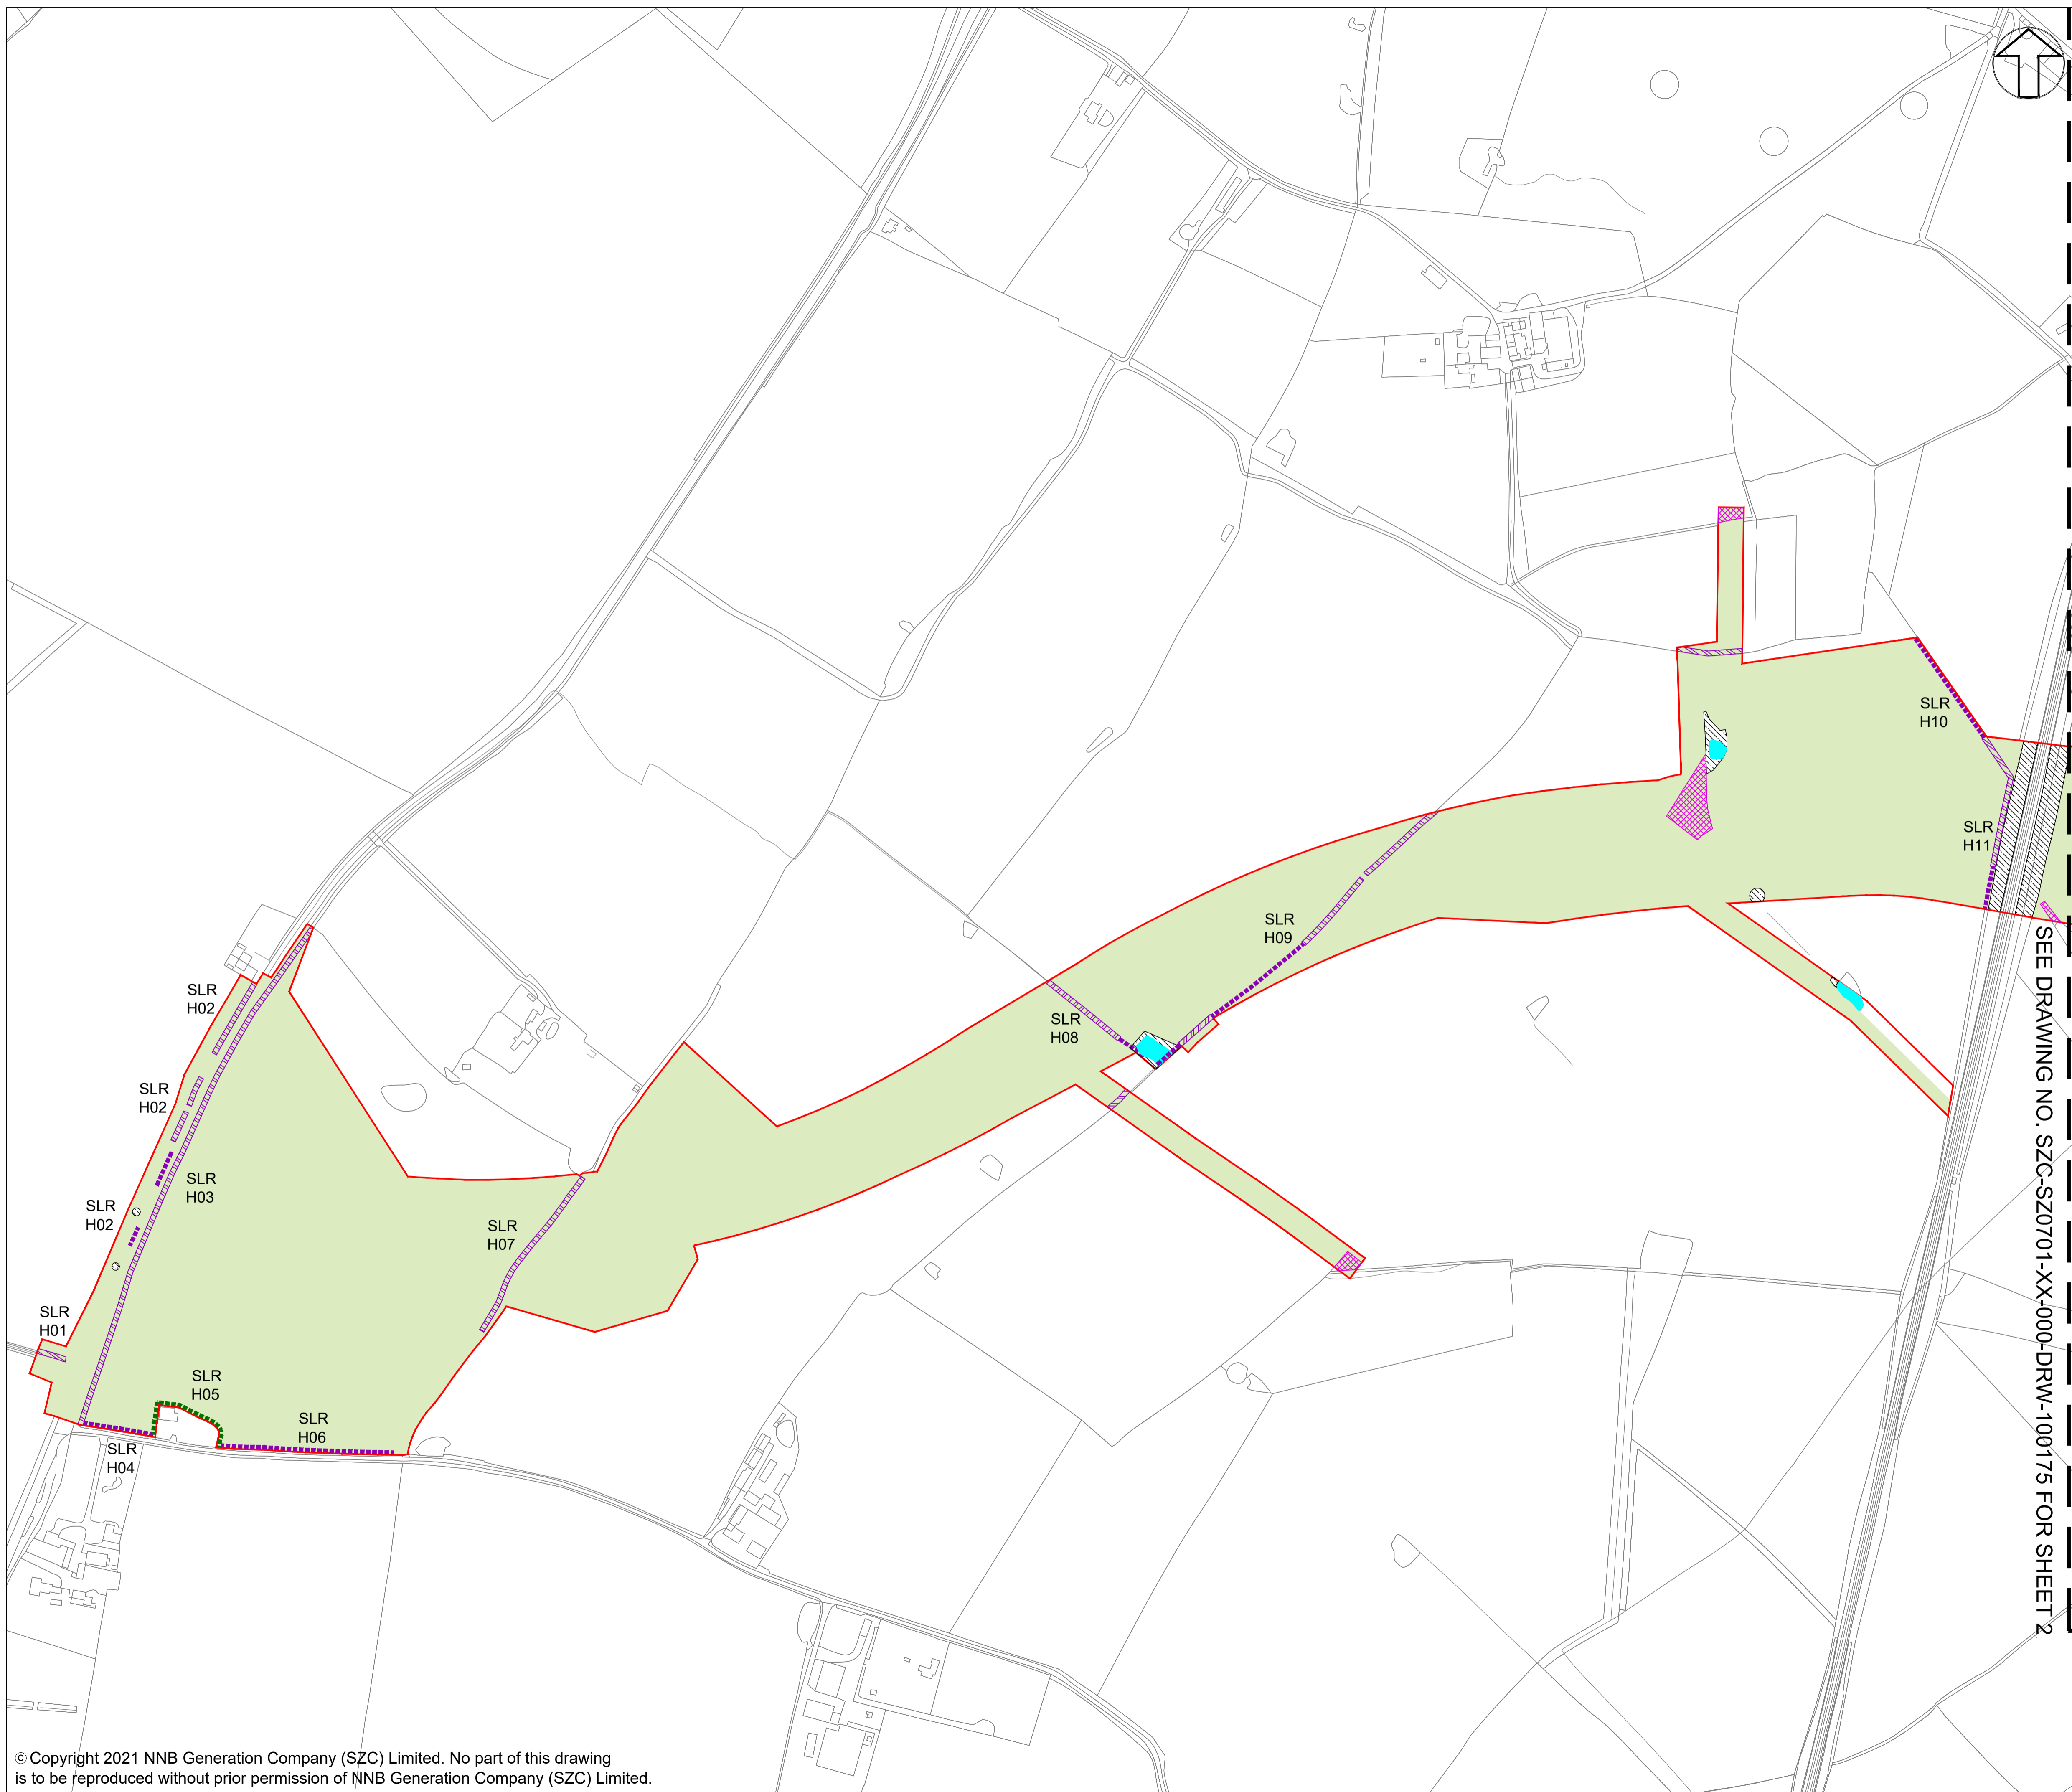 SLR
H10
SLR
H11
SLR
H09
SLR
H02
SLR
H08
SLR
H02
SLR
H03
SLR
H02
SLR
H07
SLR
H01
SLR
H05
SLR
H06
SLR
H04
SEE DRAWING NO. SZC-SZ0701-XX-000-DRW-100175 FOR SHEET 2
© Copyright 2021 NNB Generation Company (SZC) Limited. No part of this drawing
is to be reproduced without prior permission of NNB Generation Company (SZC) Limited.